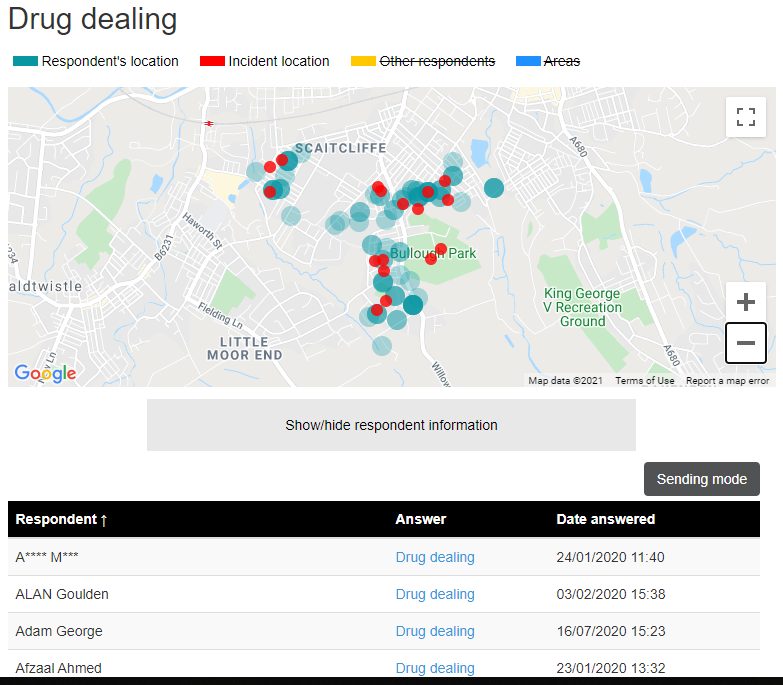 Drug dealing
Respondent's location Incident location Other respondents Areas
SCAITCLIFFE
A680
Haworth St
B6231
Bullough Park
aldtwistle
King George
V Recreation
Ground
Fielding Ln
LITTLE
MOOR END
A680
Google
Map data ©2021 Terms of Use Report a map error
Show/hide respondent information
Sending mode
Respondent ↑ Answer Date answered
A**** M*** Drug dealing 24/01/2020 11:40
ALAN Goulden Drug dealing 03/02/2020 15:38
Adam George Drug dealing 16/07/2020 15:23
Afzaal Ahmed Drug dealing 23/01/2020 13:32